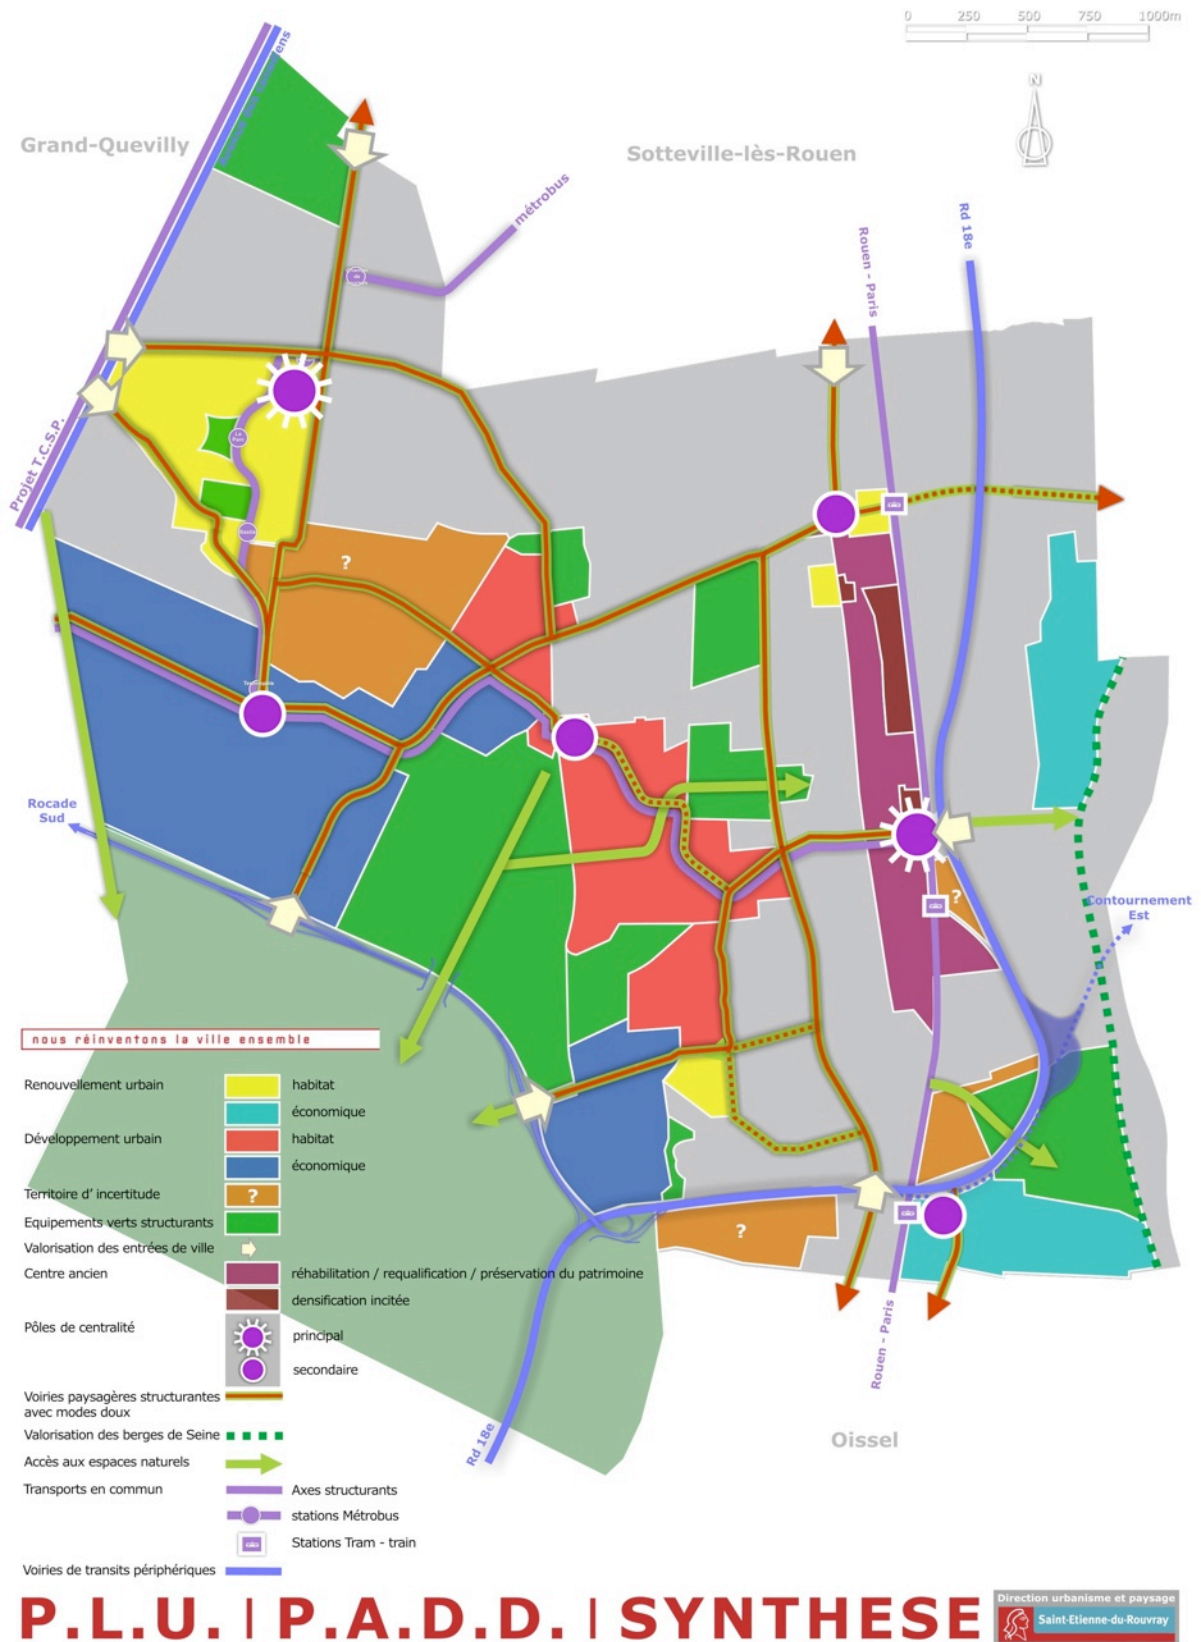 0 250 500 750 1000m
ens
N
Grand-Quevilly
Sotteville-lès-Rouen
métrobus
Rd 18e
Rouen - Paris
Projet T.C.S.P.
?
Rocade
Sud
?
Contournement
Est
nous réinventons la ville ensemble
Renouvellement urbain habitat
économique
Développement urbain habitat
économique
Territoire d' incertitude ?
?
Equipements verts structurants
Valorisation des entrées de ville
Centre ancien réhabilitation / requalification / préservation du patrimoine
densification incitée
Pôles de centralité principal
secondaire
Rouen - Paris
Voiries paysagères structurantes
avec modes doux
Valorisation des berges de Seine
Rd 18e
Oissel
Accès aux espaces naturels
Transports en commun Axes structurants
stations Métrobus
Stations Tram - train
Voiries de transits périphériques
P.L.U. | P.A.D.D. | SYNTHESE
Direction urbanisme et paysage
Saint-Etienne-du-Rouvray